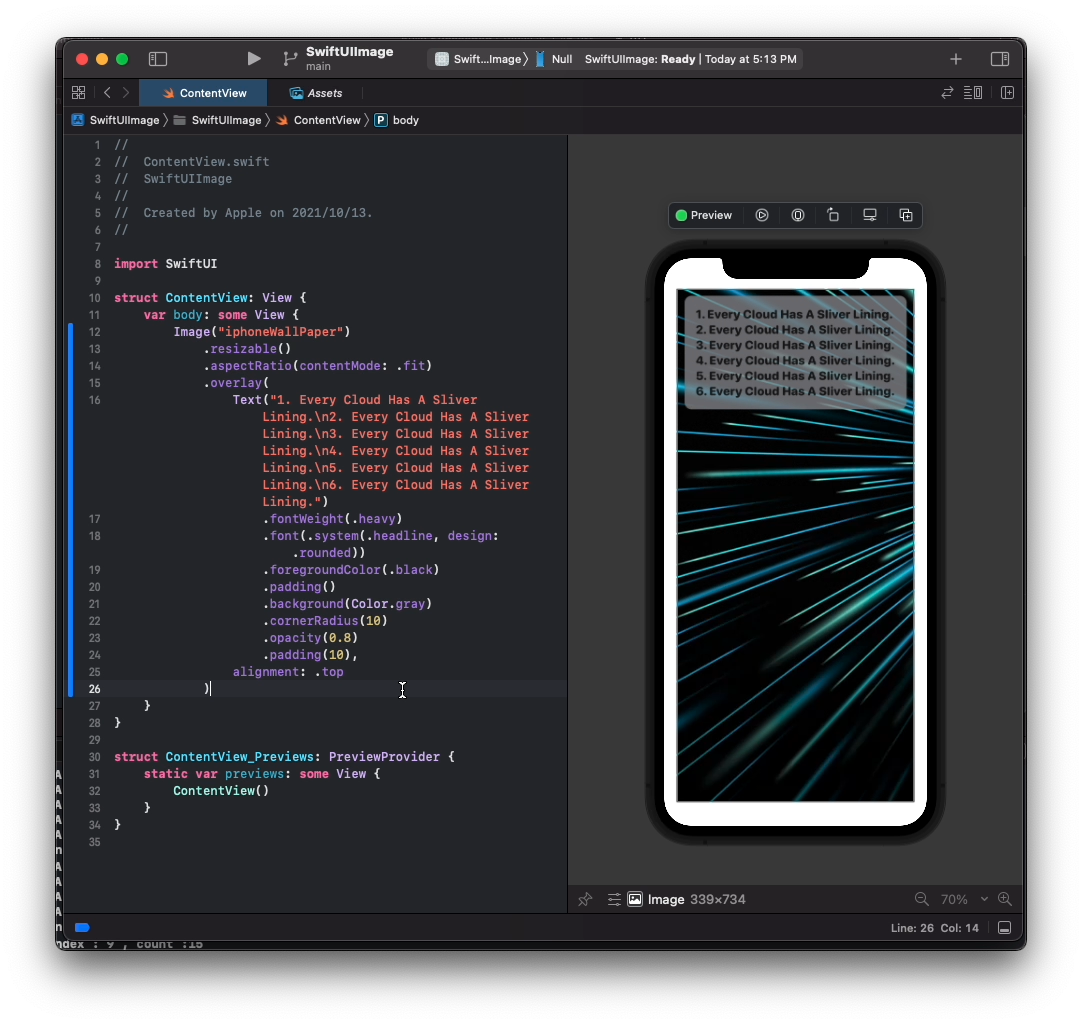 SwiftUIImage
main
Swift...Image⟩ Null SwiftUIImage: Ready | Today at 5:13 PM
ContentView
Assets
SwiftUIImage ⟩ SwiftUIImage ⟩ ContentView ⟩ P body
1 //
2 //  ContentView.swift
3 //  SwiftUIImage
4 //
5 //  Created by Apple on 2021/10/13.
6 //
7
8 import SwiftUI
9
10 struct ContentView: View {
11     var body: some View {
12         Image("iphoneWallPaper")
13             .resizable()
14             .aspectRatio(contentMode: .fit)
15             .overlay(
16                 Text("1. Every Cloud Has A Sliver
Lining.\n2. Every Cloud Has A Sliver
Lining.\n3. Every Cloud Has A Sliver
Lining.\n4. Every Cloud Has A Sliver
Lining.\n5. Every Cloud Has A Sliver
Lining.\n6. Every Cloud Has A Sliver
Lining.")
17                     .fontWeight(.heavy)
18                     .font(.system(.headline, design:
.rounded))
19                     .foregroundColor(.black)
20                     .padding()
21                     .background(Color.gray)
22                     .cornerRadius(10)
23                     .opacity(0.8)
24                     .padding(10),
25                 alignment: .top
26             )
27     }
28 }
29
30 struct ContentView_Previews: PreviewProvider {
31     static var previews: some View {
32         ContentView()
33     }
34 }
35
Preview
1. Every Cloud Has A Sliver Lining.
2. Every Cloud Has A Sliver Lining.
3. Every Cloud Has A Sliver Lining.
4. Every Cloud Has A Sliver Lining.
5. Every Cloud Has A Sliver Lining.
6. Every Cloud Has A Sliver Lining.
Image 339×734
70%
Line: 26 Col: 14